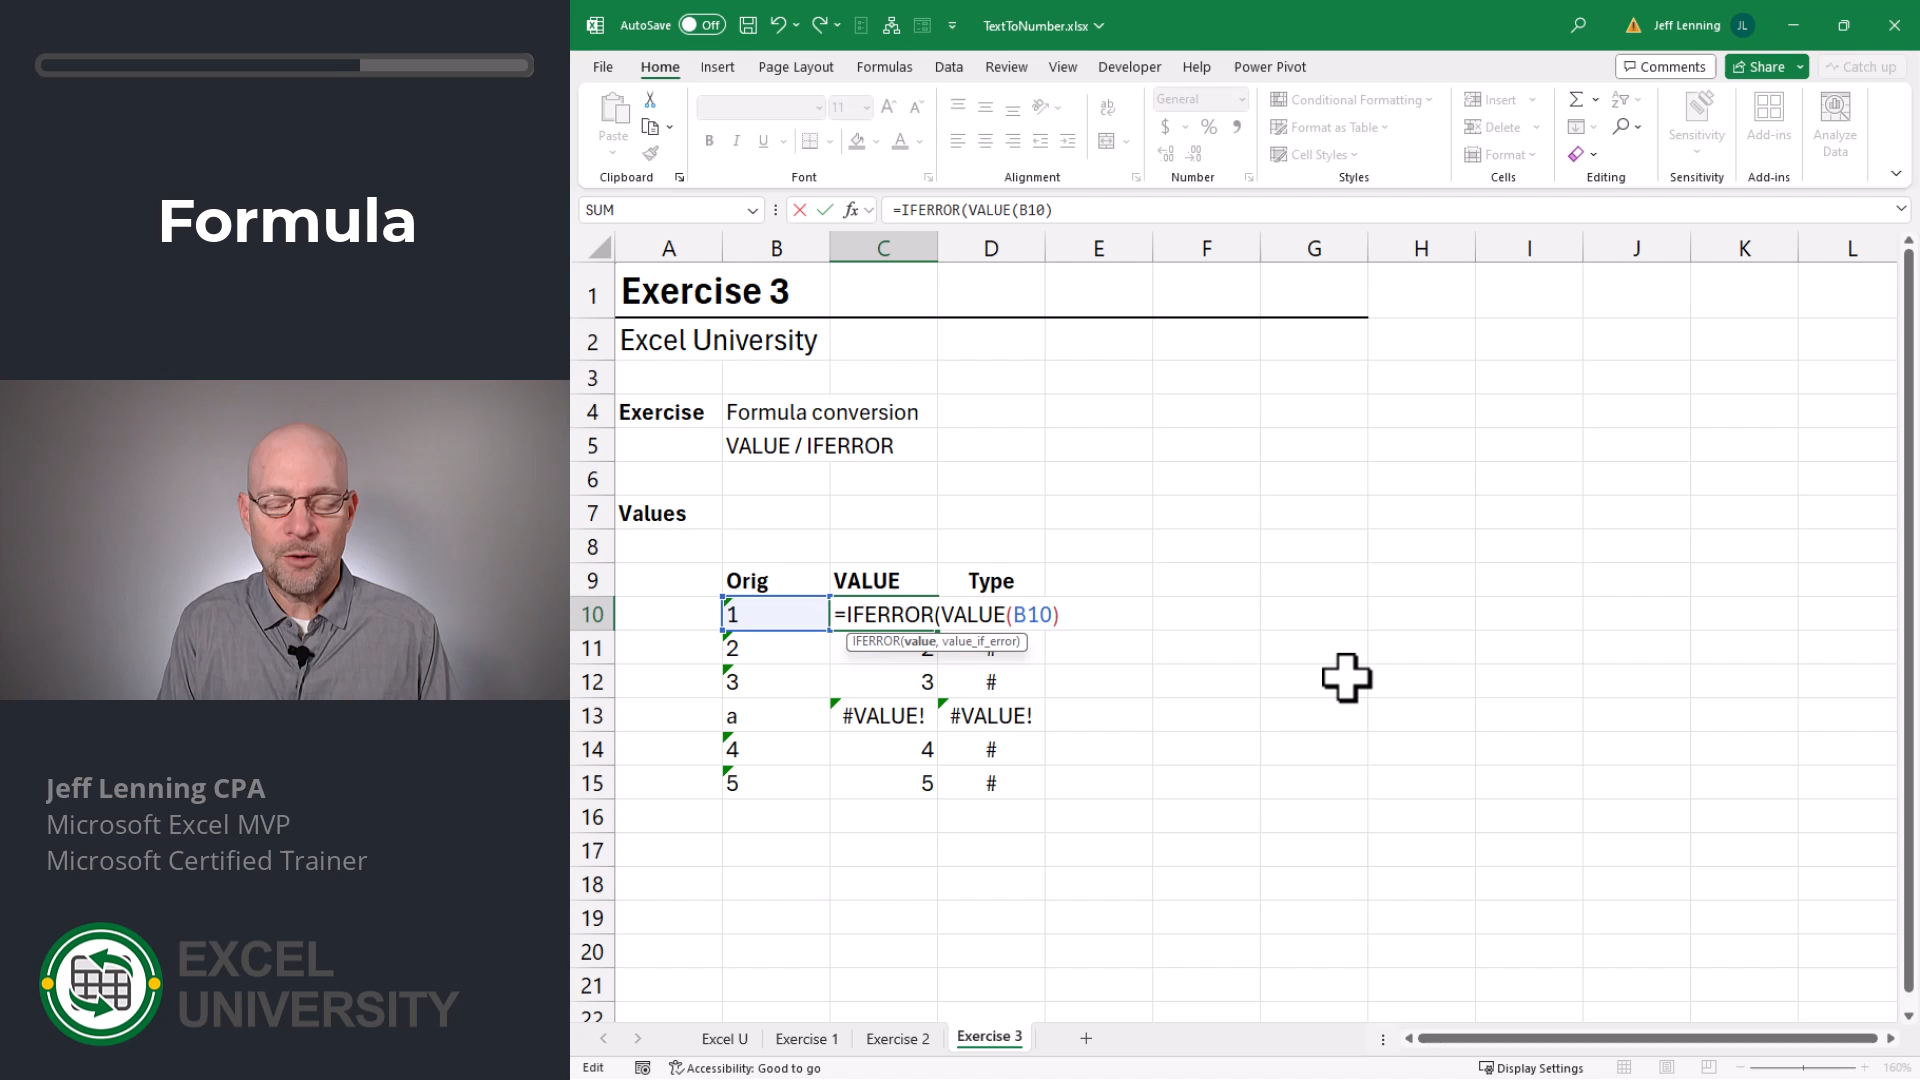 Formula
Jeff Lenning CPA
Microsoft Excel MVP
Microsoft Certified Trainer
EXCEL
UNIVERSITY
AutoSave Off TextToNumber.xlsx Jeff Lenning JL
File Home Insert Page Layout Formulas Data Review View Developer Help Power Pivot Comments Share Catch up
Paste 11 General Conditional Formatting Insert Sensitivity Add-ins Analyze Data
B I U $ % Format as Table Delete
Cell Styles Format
Clipboard Font Alignment Number Styles Cells Editing Sensitivity Add-ins
SUM fx =IFERROR(VALUE(B10)
A B C D E F G H I J K L
1 Exercise 3
2 Excel University
3
4 Exercise Formula conversion
5 VALUE / IFERROR
6
7 Values
8
9 Orig VALUE Type
10 1 =IFERROR(VALUE(B10)
IFERROR(value, value_if_error)
11 2
12 3 3 #
13 a #VALUE! #VALUE!
14 4 4 #
15 5 5 #
16
17
18
19
20
21
22
Excel U Exercise 1 Exercise 2 Exercise 3
Edit Accessibility: Good to go Display Settings 160%